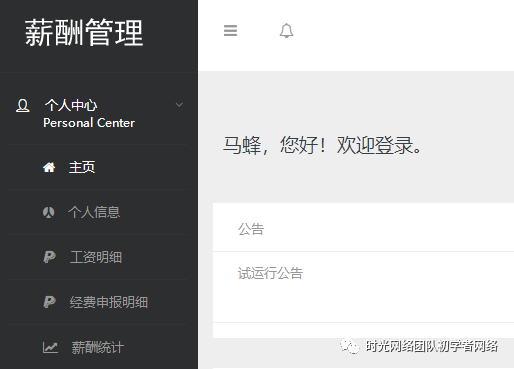 薪酬管理
个人中心
Personal Center
主页
个人信息
工资明细
经费申报明细
薪酬统计
马蜂，您好！欢迎登录。
公告
试运行公告
时光网络团队初学者网络